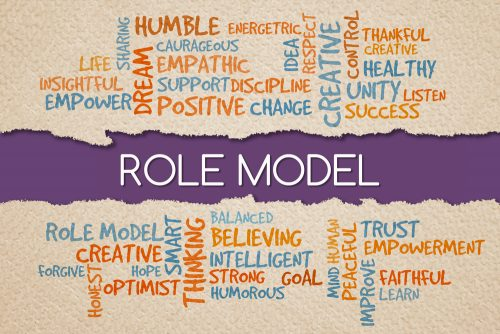 SHARING
HUMBLE
ENERGETRIC
IDEA
RESPECT
CREATIVE
CONTROL
THANKFUL
CREATIVE
LIFE
DREAM
CAURAGEOUS
EMPATHIC
HEALTHY
INSIGHTFUL
SUPPORT
DISCIPLINE
UNITY
LISTEN
EMPOWER
POSITIVE
CHANGE
SUCCESS
ROLE MODEL
ROLE MODEL
SMART
THINKING
BALANCED
BELIEVING
MIND
HUMAN
PEACEFUL
IMPROVE
TRUST
EMPOWERMENT
CREATIVE
INTELLIGENT
FORGIVE
HONEST
HOPE
STRONG
GOAL
FAITHFUL
OPTIMIST
HUMOROUS
LEARN